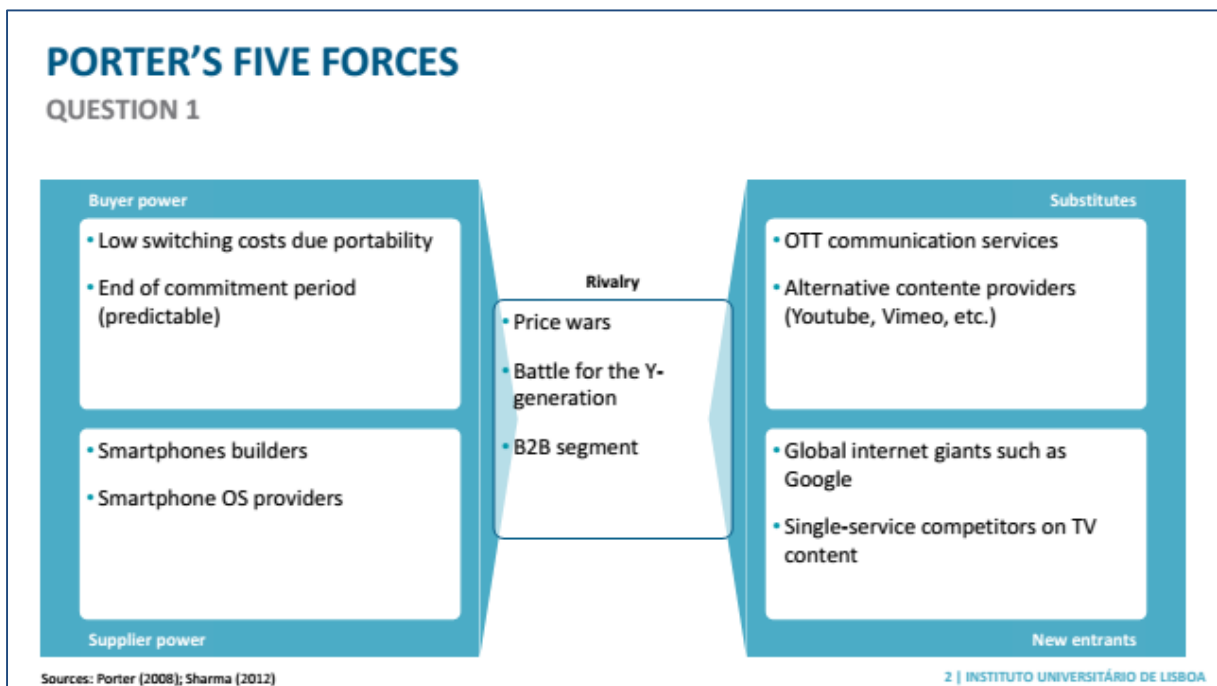 PORTER'S FIVE FORCES
QUESTION 1
Buyer power
• Low switching costs due portability
• End of commitment period
(predictable)
• Smartphones builders
• Smartphone OS providers
Supplier power
Rivalry
• Price wars
• Battle for the Y-
generation
• B2B segment
Substitutes
• OTT communication services
• Alternative contente providers
(Youtube, Vimeo, etc.)
• Global internet giants such as
Google
• Single-service competitors on TV
content
New entrants
Sources: Porter (2008); Sharma (2012)
2 | INSTITUTO UNIVERSITÁRIO DE LISBOA